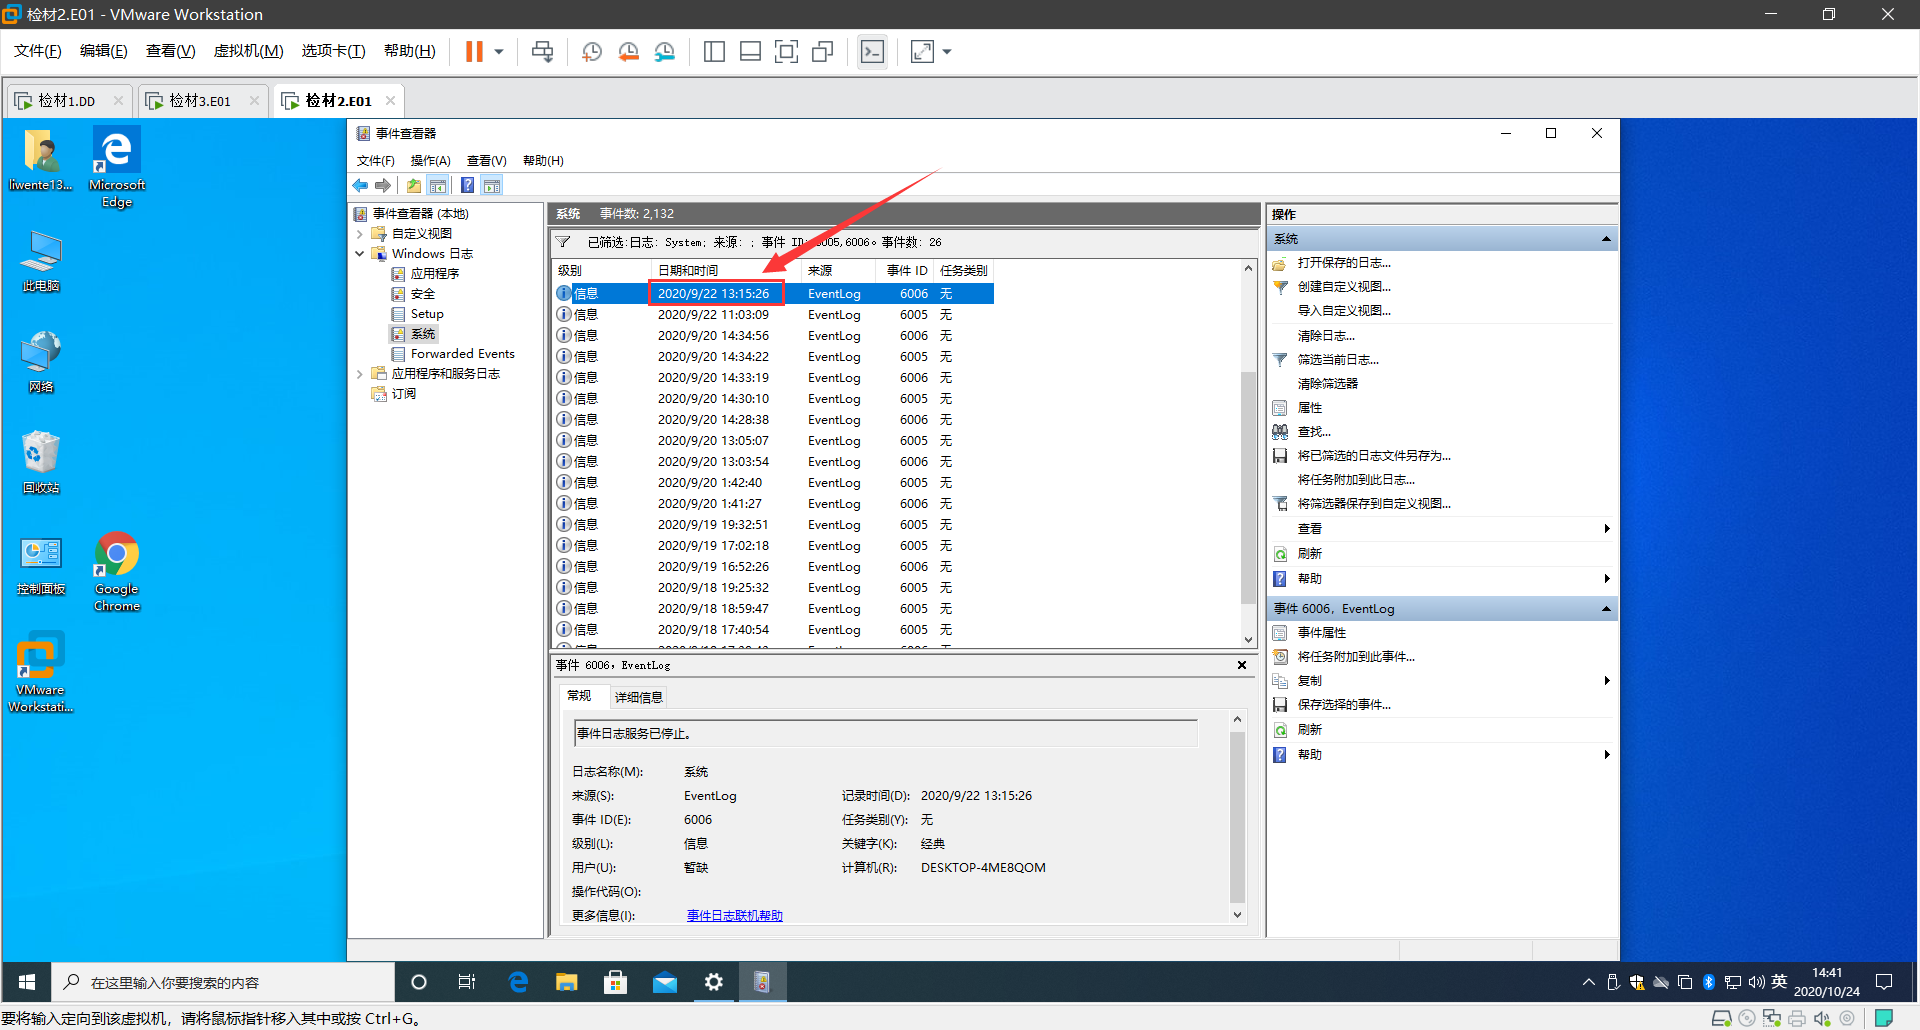 检材2.E01 - VMware Workstation
文件(F) 编辑(E) 查看(V) 虚拟机(M) 选项卡(T) 帮助(H)
检材1.DD 检材3.E01 检材2.E01
liwente13...
Microsoft
Edge
此电脑
网络
回收站
控制面板
Google
Chrome
VMware
Workstati...
事件查看器
文件(F) 操作(A) 查看(V) 帮助(H)
事件查看器 (本地)
自定义视图
Windows 日志
应用程序
安全
Setup
系统
Forwarded Events
应用程序和服务日志
订阅
系统 事件数: 2,132
已筛选:日志: System; 来源: ; 事件 ID: 6005,6006。事件数: 26
级别 日期和时间 来源 事件 ID 任务类别
信息 2020/9/22 13:15:26 EventLog 6006 无
信息 2020/9/22 11:03:09 EventLog 6005 无
信息 2020/9/20 14:34:56 EventLog 6006 无
信息 2020/9/20 14:34:22 EventLog 6005 无
信息 2020/9/20 14:33:19 EventLog 6006 无
信息 2020/9/20 14:30:10 EventLog 6005 无
信息 2020/9/20 14:28:38 EventLog 6006 无
信息 2020/9/20 13:05:07 EventLog 6005 无
信息 2020/9/20 13:03:54 EventLog 6006 无
信息 2020/9/20 1:42:40 EventLog 6005 无
信息 2020/9/20 1:41:27 EventLog 6006 无
信息 2020/9/19 19:32:51 EventLog 6005 无
信息 2020/9/19 17:02:18 EventLog 6005 无
信息 2020/9/19 16:52:26 EventLog 6006 无
信息 2020/9/18 19:25:32 EventLog 6005 无
信息 2020/9/18 18:59:47 EventLog 6006 无
信息 2020/9/18 17:40:54 EventLog 6005 无
事件 6006，EventLog
常规 详细信息
事件日志服务已停止。
日志名称(M): 系统
来源(S): EventLog 记录时间(D): 2020/9/22 13:15:26
事件 ID(E): 6006 任务类别(Y): 无
级别(L): 信息 关键字(K): 经典
用户(U): 暂缺 计算机(R): DESKTOP-4ME8QOM
操作代码(O):
更多信息(I): 事件日志联机帮助
操作
系统
打开保存的日志...
创建自定义视图...
导入自定义视图...
清除日志...
筛选当前日志...
清除筛选器
属性
查找...
将已筛选的日志文件另存为...
将任务附加到此日志...
将筛选器保存到自定义视图...
查看
刷新
帮助
事件 6006，EventLog
事件属性
将任务附加到此事件...
复制
保存选择的事件...
刷新
帮助
在这里输入你要搜索的内容
英
14:41
2020/10/24
要将输入定向到该虚拟机，请将鼠标指针移入其中或按 Ctrl+G。